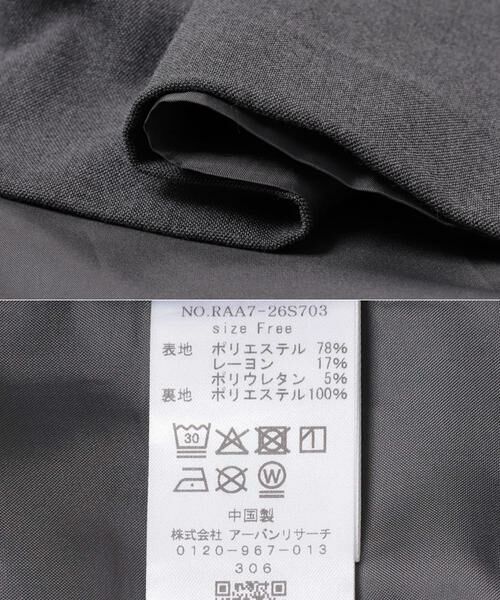 NO.RAA7-26S703
size Free
表地 ポリエステル 78%
レーヨン 17%
ポリウレタン 5%
裏地 ポリエステル100%
30
W
中国製
株式会社 アーバンリサーチ
0120-967-013
306